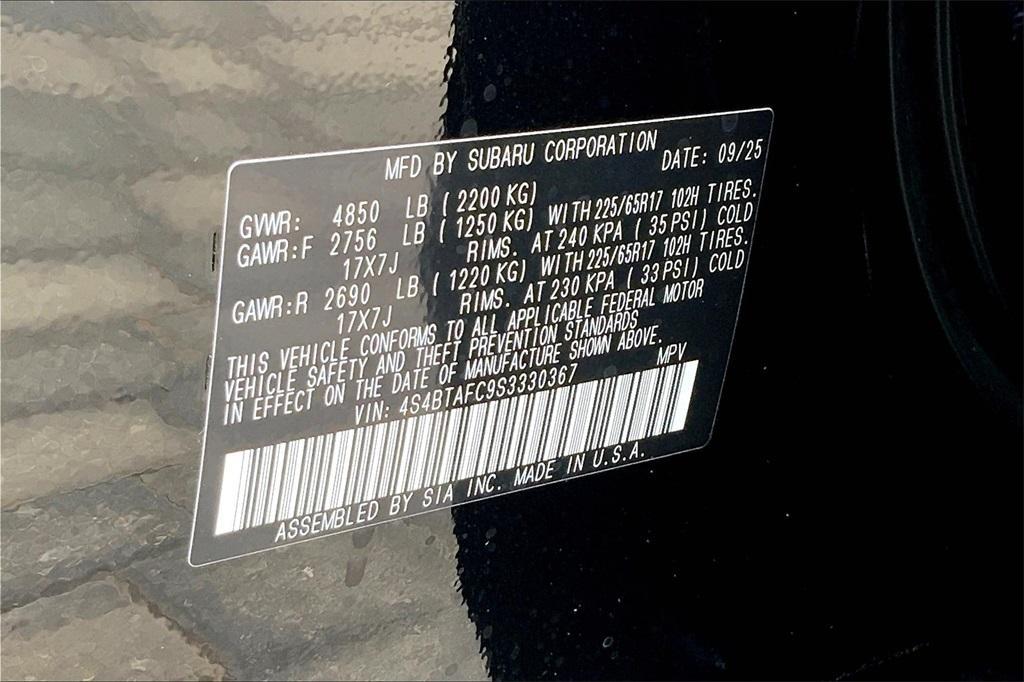 MFD BY SUBARU CORPORATION DATE: 09/25
GVWR: 4850 LB ( 2200 KG)
GAWR:F 2756 LB ( 1250 KG) WITH 225/65R17 102H TIRES.
17X7J RIMS. AT 240 KPA ( 35 PSI) COLD
GAWR:R 2690 LB ( 1220 KG) WITH 225/65R17 102H TIRES.
17X7J RIMS. AT 230 KPA ( 33 PSI) COLD
THIS VEHICLE CONFORMS TO ALL APPLICABLE FEDERAL MOTOR
VEHICLE SAFETY AND THEFT PREVENTION STANDARDS
IN EFFECT ON THE DATE OF MANUFACTURE SHOWN ABOVE.
VIN: 4S4BTAFC9S3330367 MPV
ASSEMBLED BY SIA INC. MADE IN U.S.A.